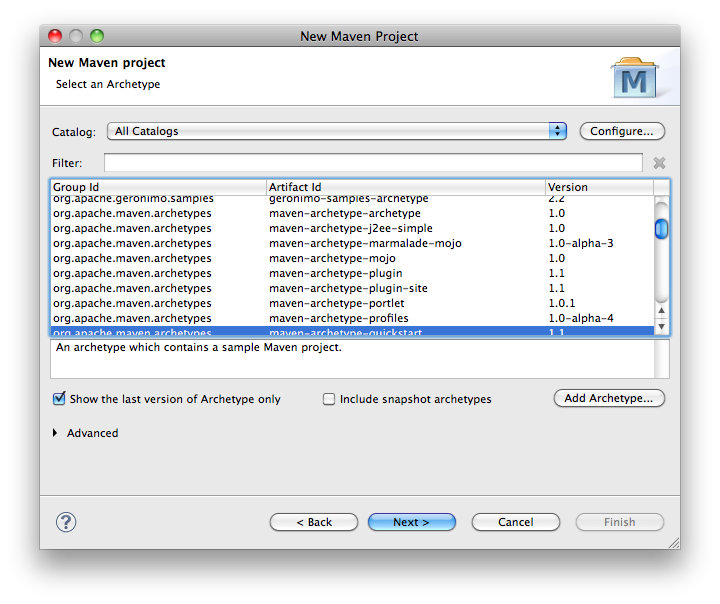 New Maven Project
New Maven project
Select an Archetype
M
Catalog: All Catalogs Configure...
Filter:
Group Id Artifact Id Version
org.apache.geronimo.samples geronimo-samples-archetype 2.2
org.apache.maven.archetypes maven-archetype-archetype 1.0
org.apache.maven.archetypes maven-archetype-j2ee-simple 1.0
org.apache.maven.archetypes maven-archetype-marmalade-mojo 1.0-alpha-3
org.apache.maven.archetypes maven-archetype-mojo 1.0
org.apache.maven.archetypes maven-archetype-plugin 1.1
org.apache.maven.archetypes maven-archetype-plugin-site 1.1
org.apache.maven.archetypes maven-archetype-portlet 1.0.1
org.apache.maven.archetypes maven-archetype-profiles 1.0-alpha-4
org.apache.maven.archetypes maven-archetype-quickstart 1.1
An archetype which contains a sample Maven project.
Show the last version of Archetype only Include snapshot archetypes Add Archetype...
Advanced
? < Back Next > Cancel Finish